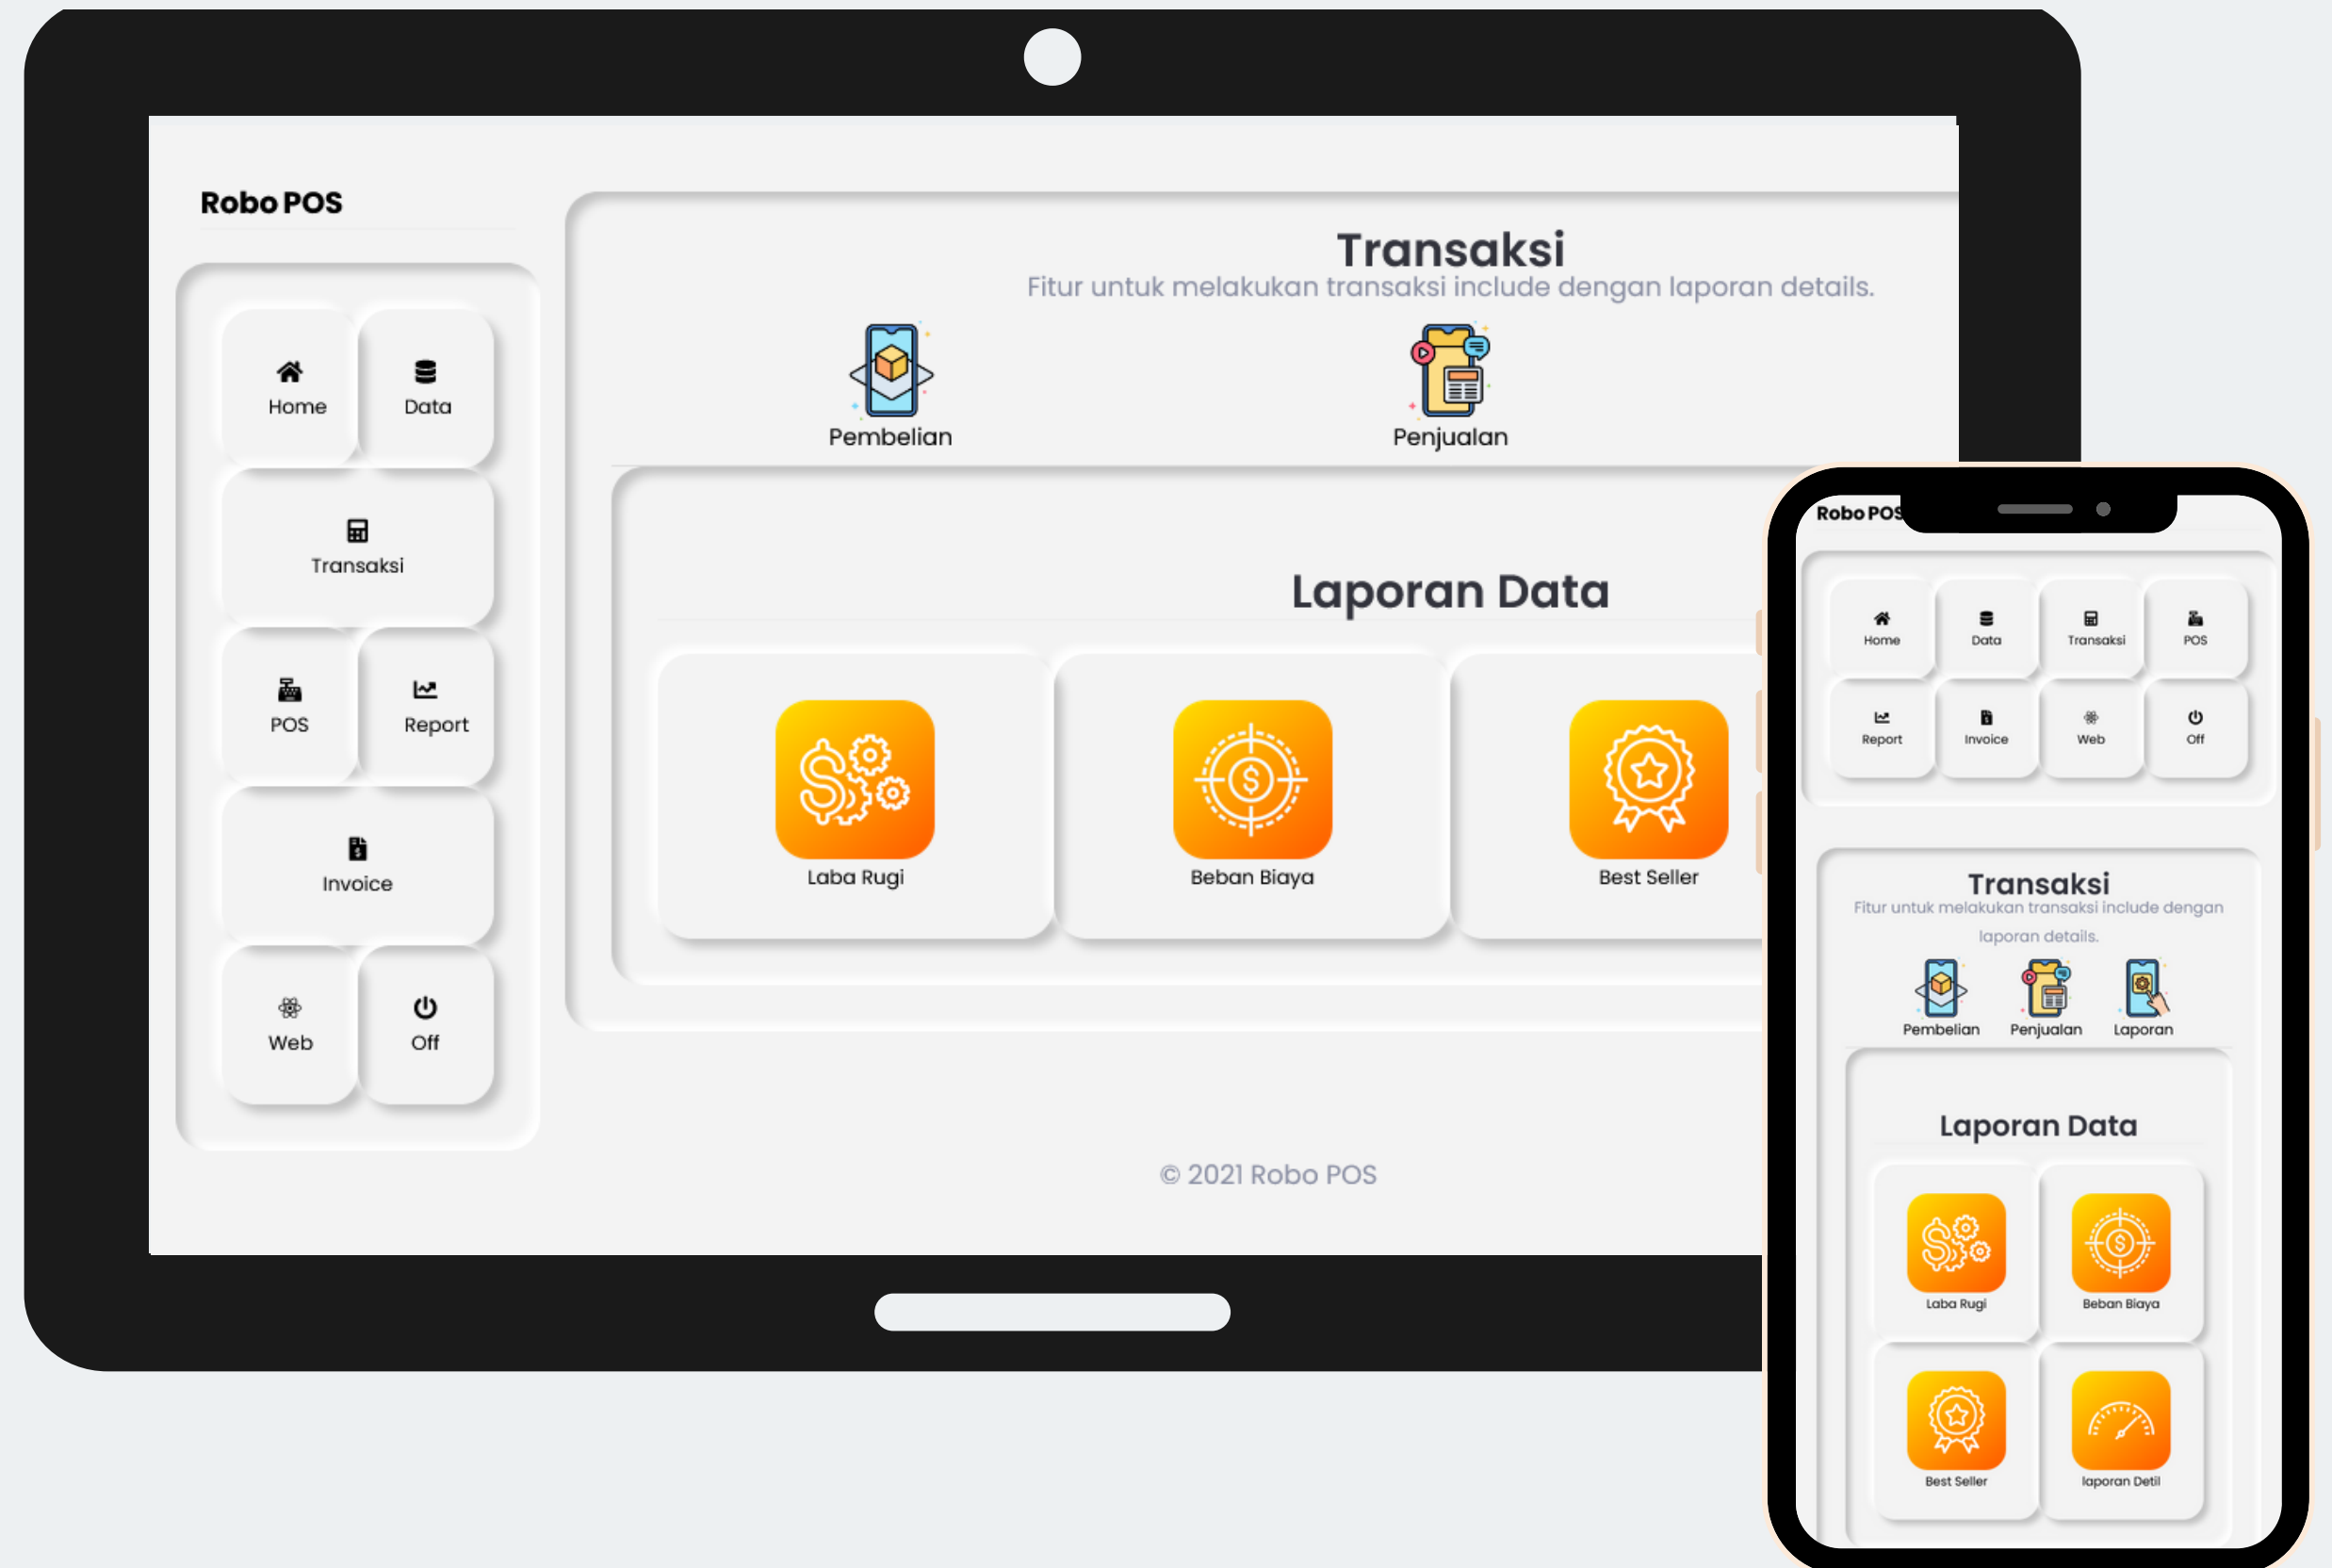 Robo POS
Home
Data
Transaksi
POS
Report
Invoice
Web
Off
Transaksi
Fitur untuk melakukan transaksi include dengan laporan details.
Pembelian
Penjualan
Laporan Data
Laba Rugi
Beban Biaya
Best Seller
© 2021 Robo POS
Robo POS
Home
Data
Transaksi
POS
Report
Invoice
Web
Off
Transaksi
Fitur untuk melakukan transaksi include dengan
laporan details.
Pembelian
Penjualan
Laporan
Laporan Data
Laba Rugi
Beban Biaya
Best Seller
laporan Detil